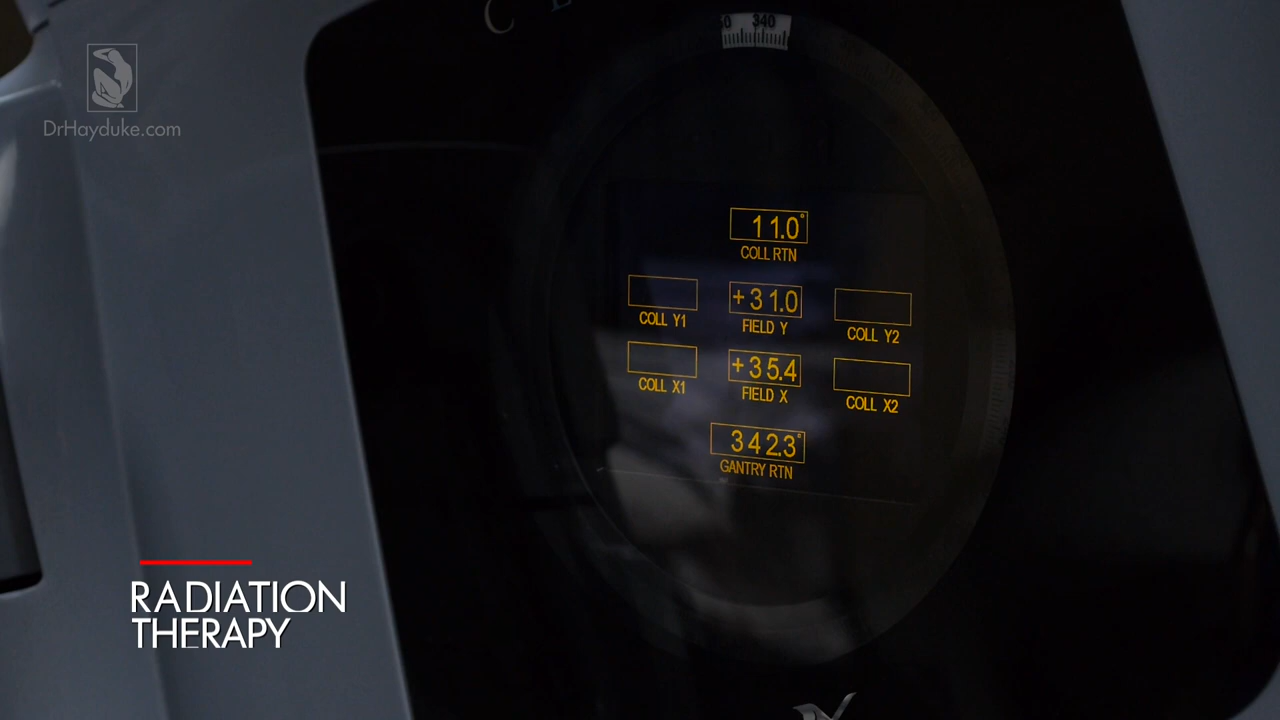 C
340
DrHayduke.com
11.0°
COLL RTN
+31.0
COLL Y1
FIELD Y
COLL Y2
+35.4
COLL X1
FIELD X
COLL X2
342.3°
GANTRY RTN
RADIATION
THERAPY